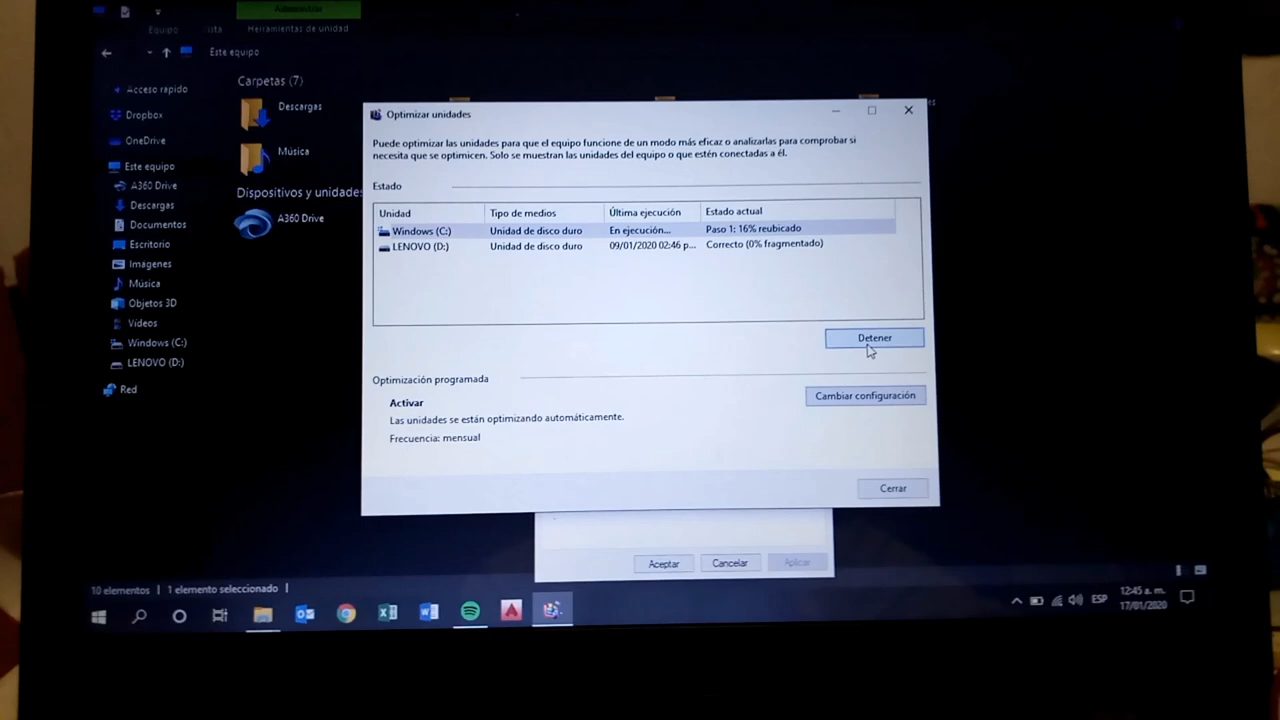 Administrar
Equipo
ista
Herramientas de unidad
Este equipo
Acceso rápido
Dropbox
OneDrive
Este equipo
A360 Drive
Descargas
Documentos
Escritorio
Imágenes
Música
Objetos 3D
Vídeos
Windows (C:)
LENOVO (D:)
Red
Carpetas (7)
Descargas
Música
Dispositivos y unidades
A360 Drive
Optimizar unidades
Puede optimizar las unidades para que el equipo funcione de un modo más eficaz o analizarlas para comprobar si
necesita que se optimicen. Solo se muestran las unidades del equipo o que estén conectadas a él.
Estado
Unidad Tipo de medios Última ejecución Estado actual
Windows (C:) Unidad de disco duro En ejecución... Paso 1: 16% reubicado
LENOVO (D:) Unidad de disco duro 09/01/2020 02:46 p... Correcto (0% fragmentado)
Detener
Optimización programada
Cambiar configuración
Activar
Las unidades se están optimizando automáticamente.
Frecuencia: mensual
Cerrar
Aceptar Cancelar Aplicar
10 elementos 1 elemento seleccionado
ESP 12:45 a. m.
17/01/2020